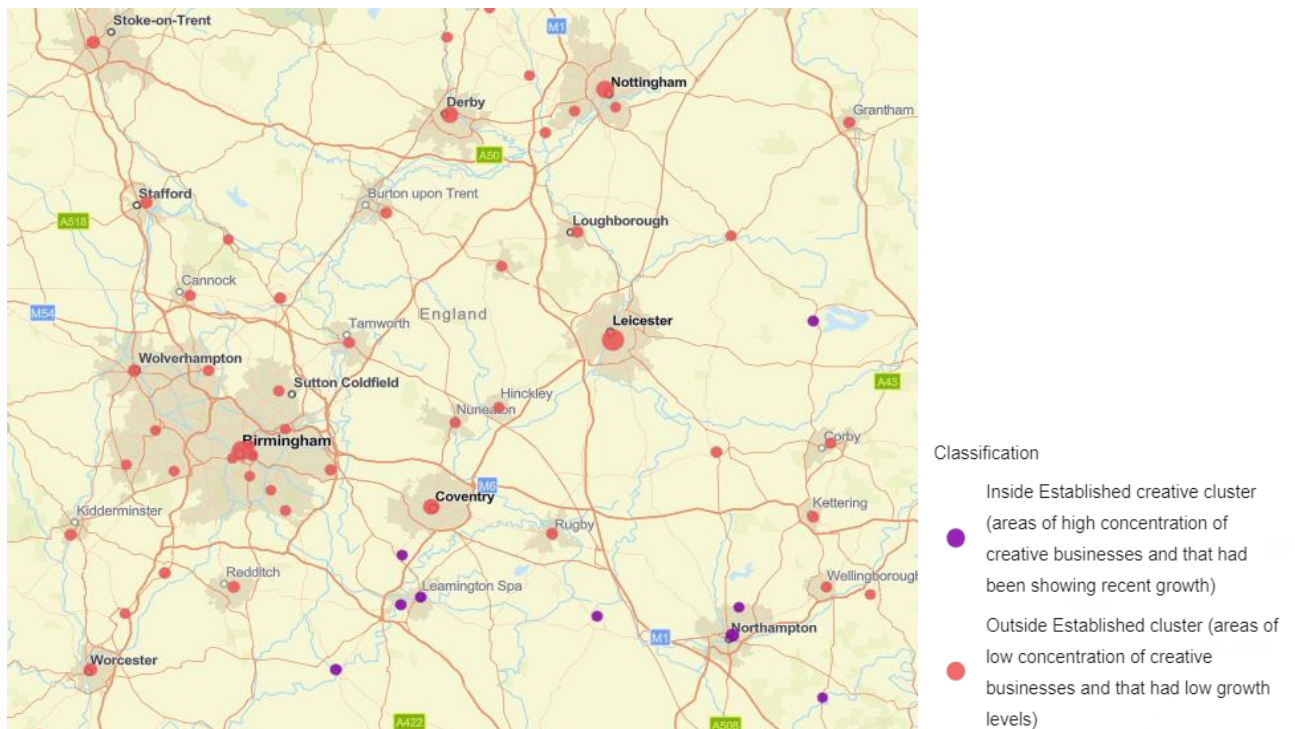 Stoke-on-Trent
M1
Nottingham
Derby
Grantham
A50
Stafford
Burton upon Trent
A518
Loughborough
Cannock
M54
England
Leicester
Tamworth
Wolverhampton
Sutton Coldfield
A43
Hinckley
Nuneaton
Birmingham
Corby
M6
Coventry
Kidderminster
Kettering
Rugby
Redditch
Leamington Spa
Wellingborough
M1
Northampton
Worcester
A422
A508
Classification
Inside Established creative cluster
(areas of high concentration of
creative businesses and that had
been showing recent growth)
Outside Established cluster (areas of
low concentration of creative
businesses and that had low growth
levels)